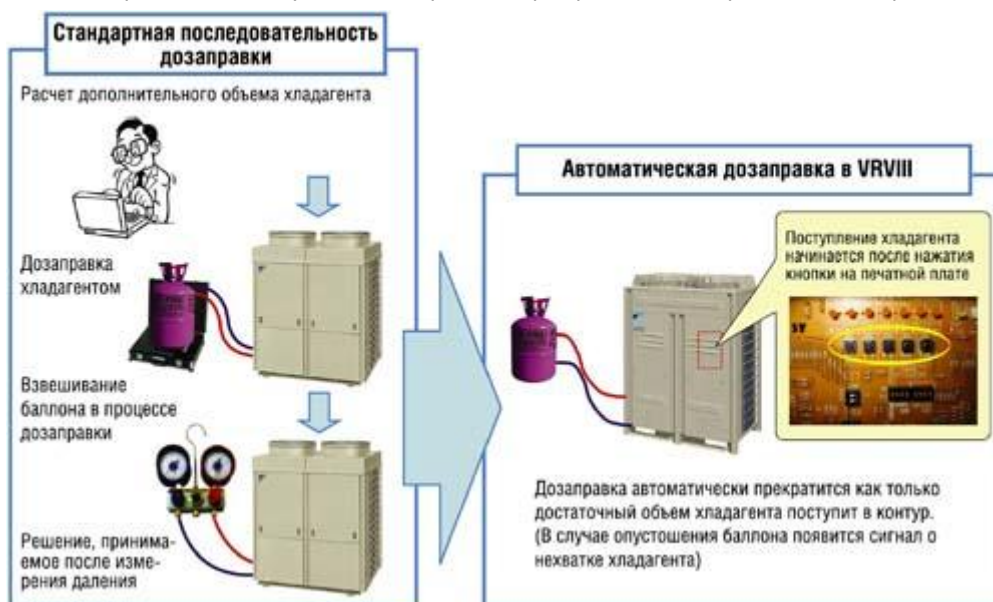 Стандартная последовательность
дозаправки
Расчет дополнительного объема хладагента
Дозаправка
хладагентом
Взвешивание
баллона в процессе
дозаправки
Решение, принима-
емое после изме-
рения даления
Автоматическая дозаправка в VRVIII
Поступление хладагента
начинается после нажатия
кнопки на печатной плате
Дозаправка автоматически прекратится как только
достаточный объем хладагента поступит в контур.
(В случае опустошения баллона появится сигнал о
нехватке хладагента)